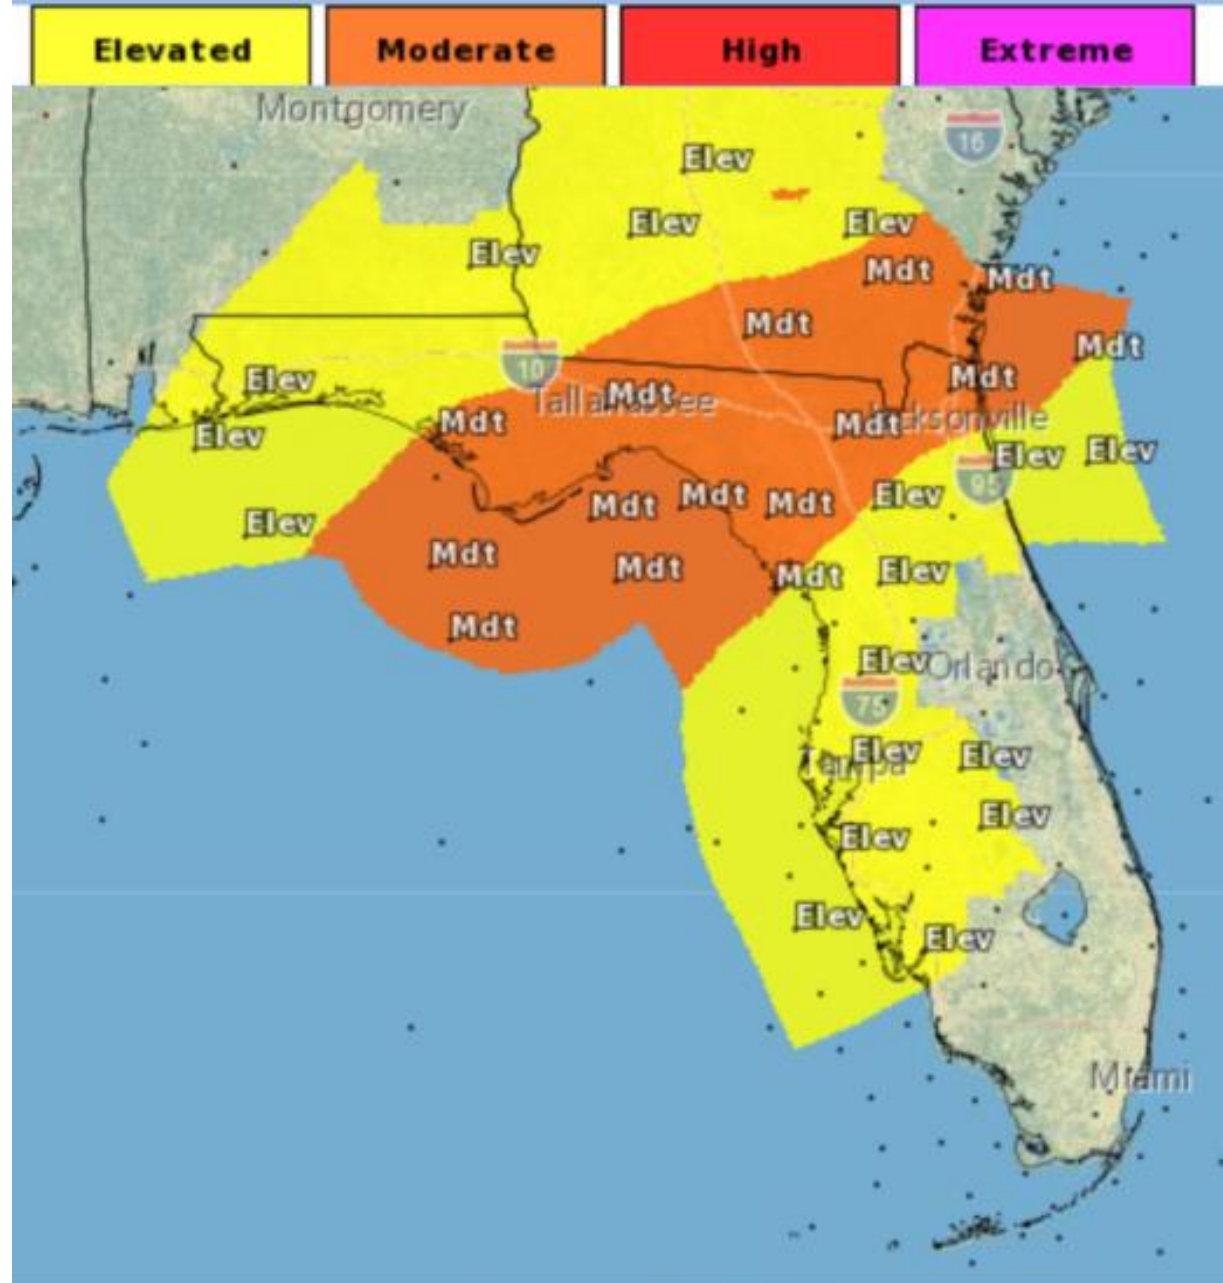 Elevated Moderate High Extreme
Montgomery
16
Elev
Elev Elev
Elev
Mdt Mdt
Mdt
Mdt
10
Elev Mdt Mdt
Tallahassee
Mdt Mdt Jacksonville
Elev
Elev Elev
95
Mdt Mdt Mdt Elev
Elev
Mdt Mdt Mdt Elev
Mdt
Elev Orlando
75
Elev Elev
Tampa
Elev
Elev
Elev
Elev
Miami